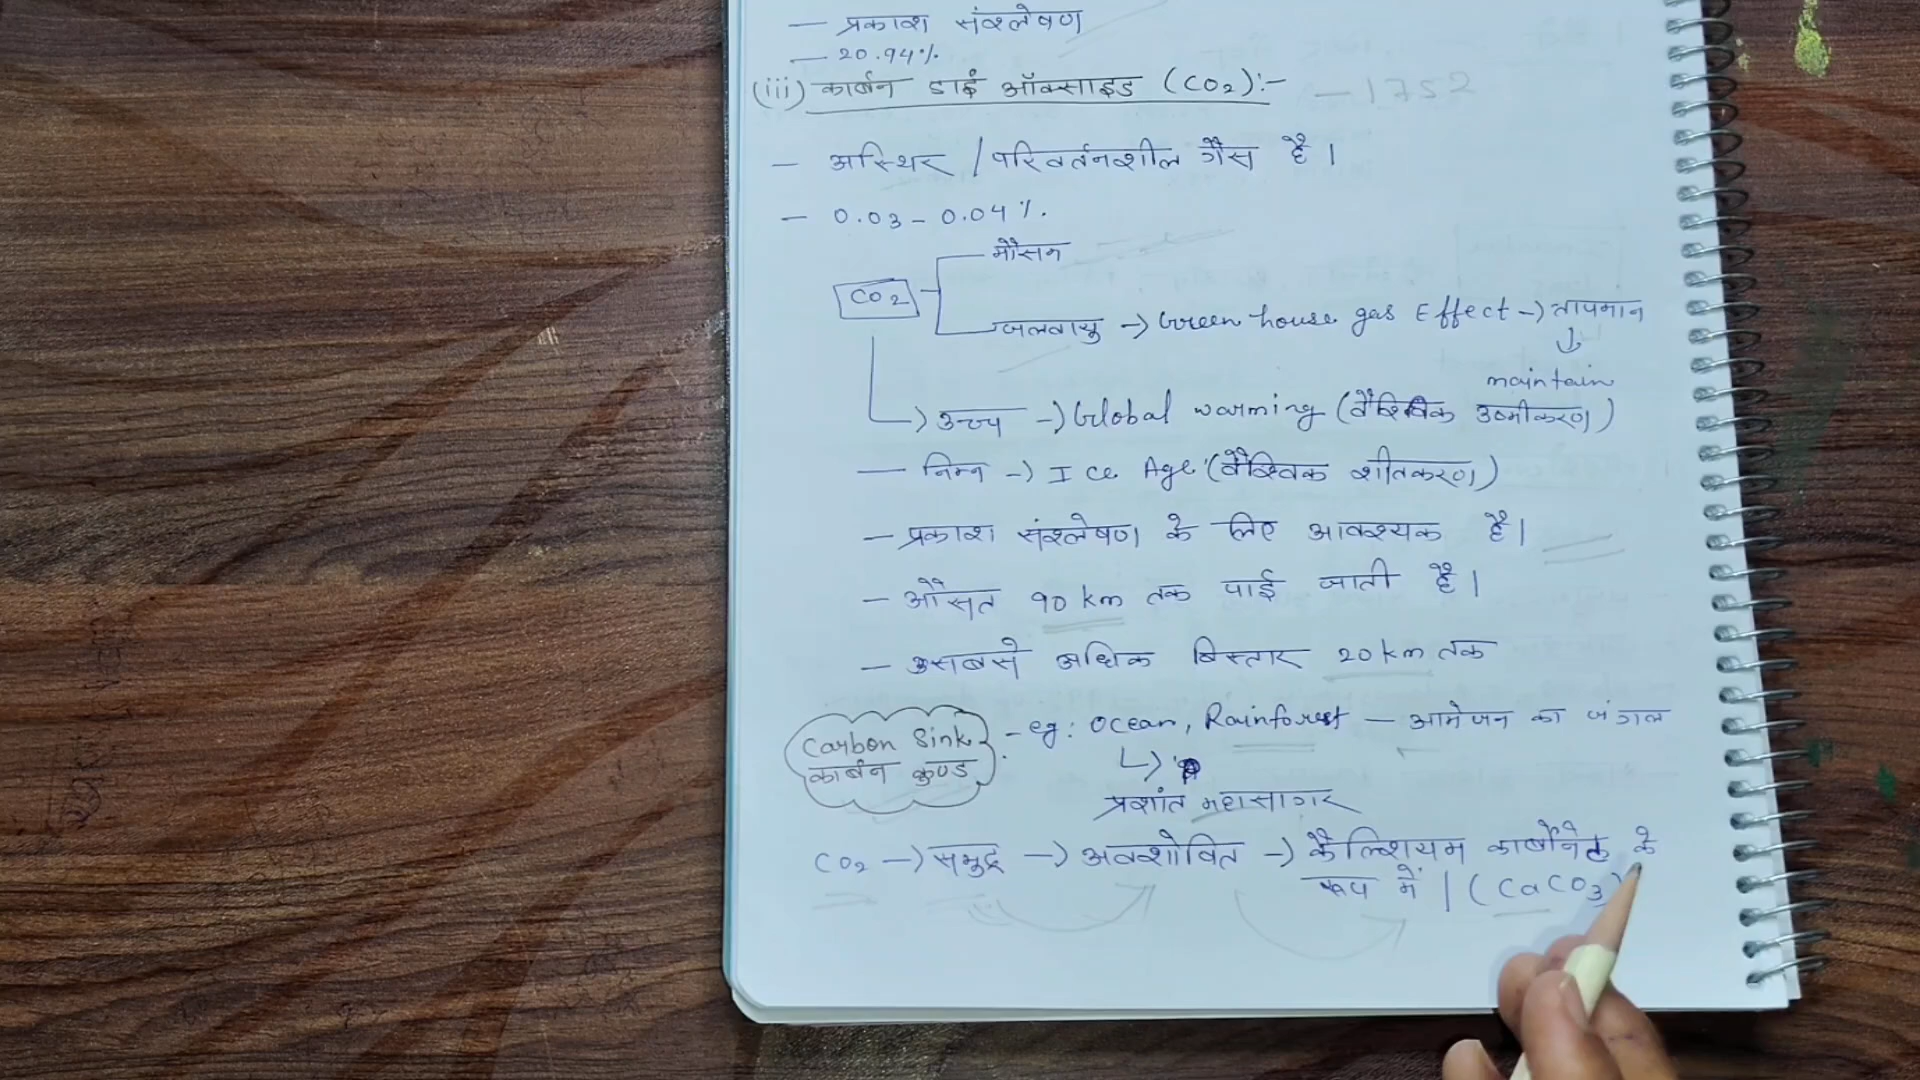 — प्रकाश संश्लेषण
— 20.94%
(iii) कार्बन डाई ऑक्साइड (CO2):- — 1752
— अस्थिर / परिवर्तनशील गैस है।
— 0.03 - 0.04%.
मौसम
CO2
जलवायु → Green house gas Effect → तापमान
↓
maintain
→ उच्च → Global warming (वैश्विक उष्मीकरण)
— निम्न → Ice Age (वैश्विक शीतकरण)
— प्रकाश संश्लेषण के लिए आवश्यक है।
— औसत 90 km तक पाई जाती है।
— सबसे अधिक विस्तार 20 km तक
Carbon Sink - eg: Ocean, Rainforest — आमेजन का जंगल
कार्बन कुण्ड
प्रशांत महासागर
CO2 → समुद्र → अवशोषित → कैल्शियम कार्बोनेट के
रूप में | (CaCO3)